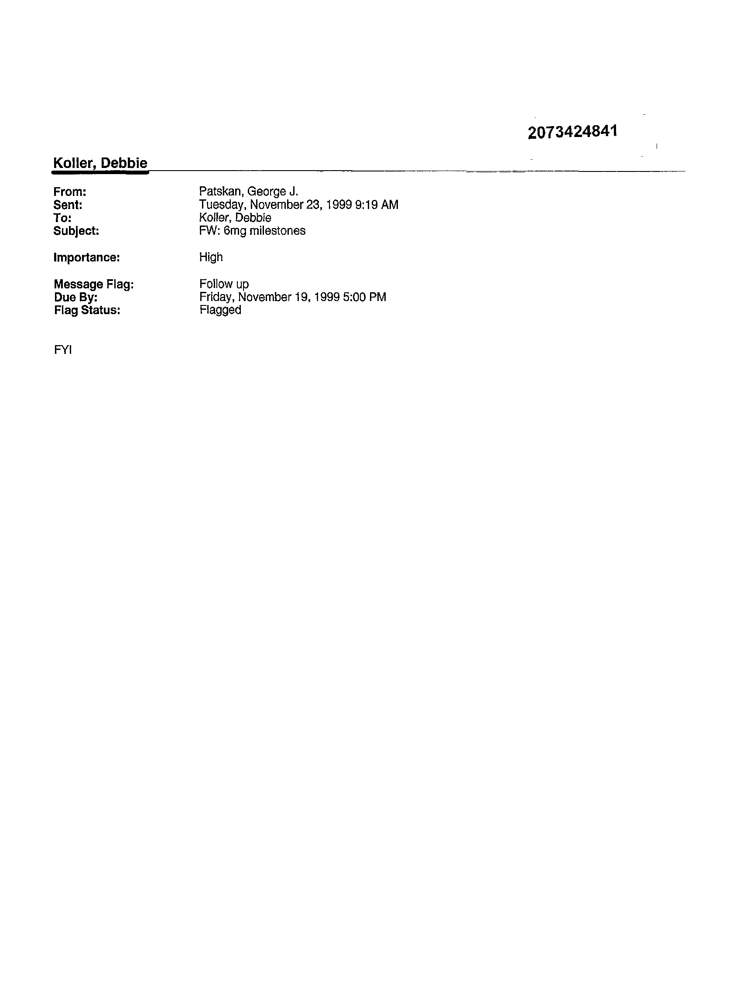 2073424841
Koller, Debbie
From: Patskan, George J.
Sent: Tuesday, November 23, 1999 9:19 AM
To: Koller, Debbie
Subject: FW: 6mg milestones
Importance: High
Message Flag: Follow up
Due By: Friday, November 19, 1999 5:00 PM
Flag Status: Flagged
FYI